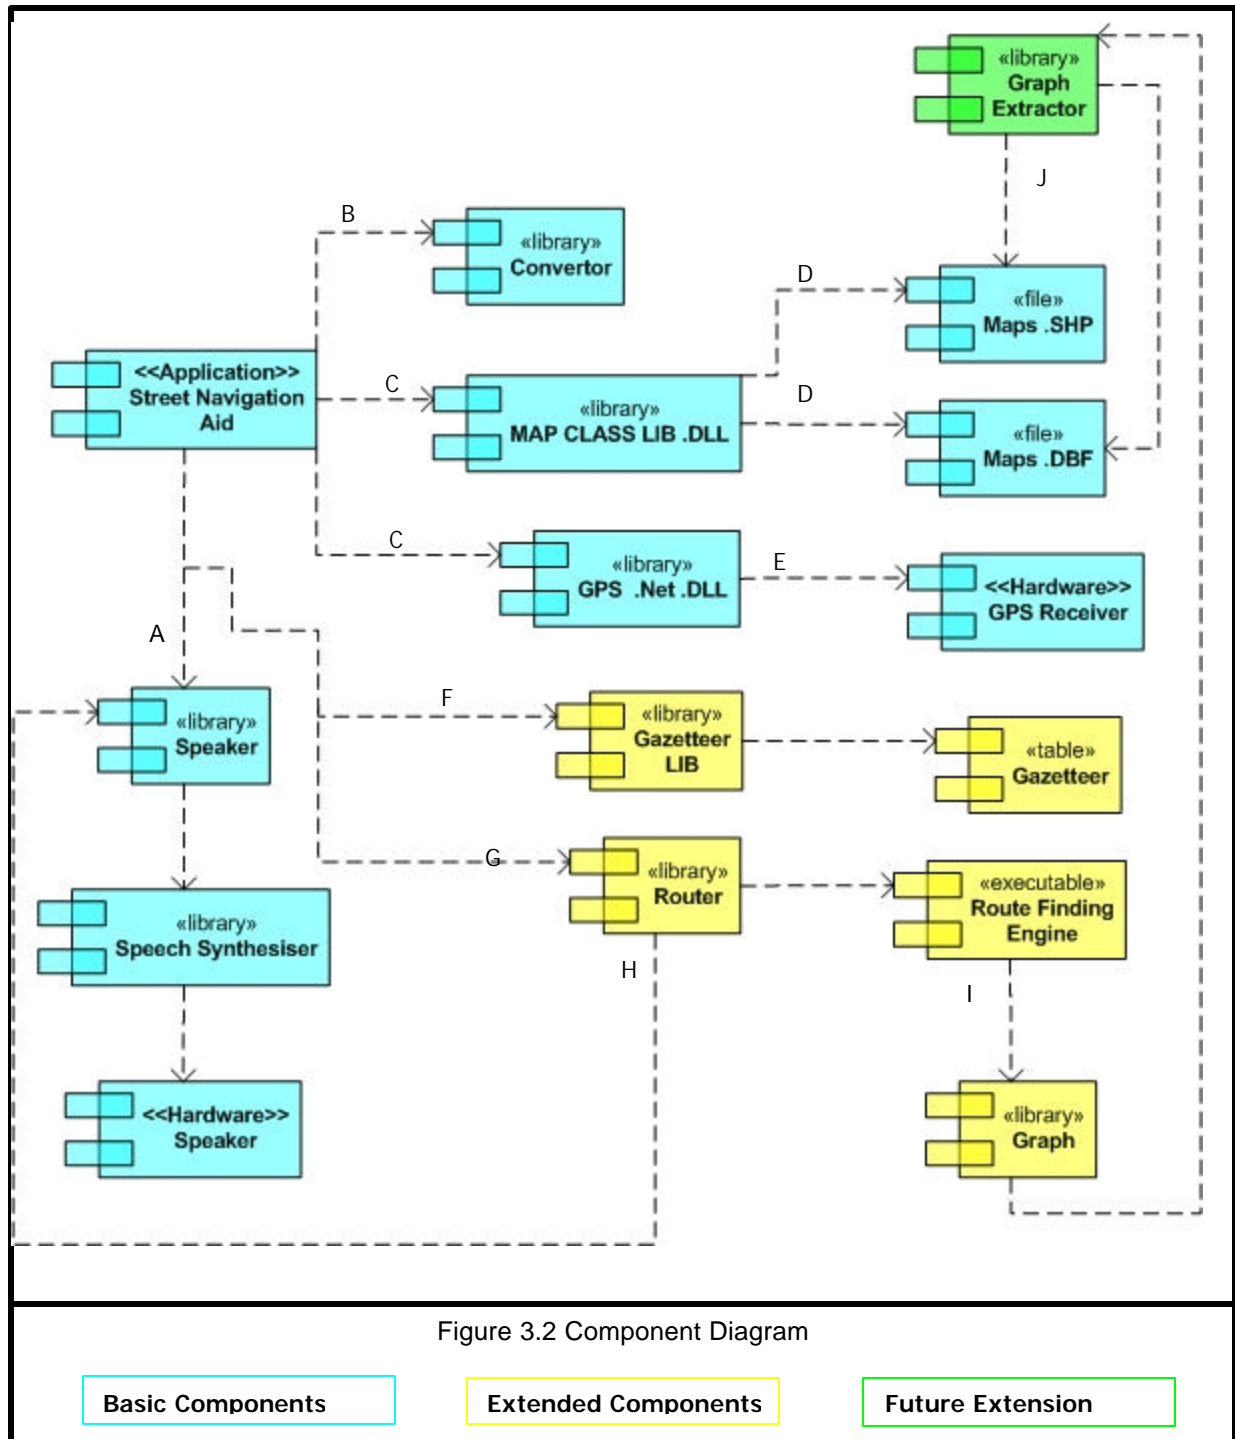 «library»
Graph
Extractor
J
B
«library»
Convertor
D
«file»
Maps .SHP
<<Application>>
Street Navigation
Aid
C
«library»
MAP CLASS LIB .DLL
D
«file»
Maps .DBF
C
«library»
GPS .Net .DLL
E
<<Hardware>>
GPS Receiver
A
«library»
Speaker
F
«library»
Gazetteer
LIB
«table»
Gazetteer
G
«library»
Router
«executable»
Route Finding
Engine
«library»
Speech Synthesiser
H
I
<<Hardware>>
Speaker
«library»
Graph
Figure 3.2 Component Diagram
Basic Components
Extended Components
Future Extension